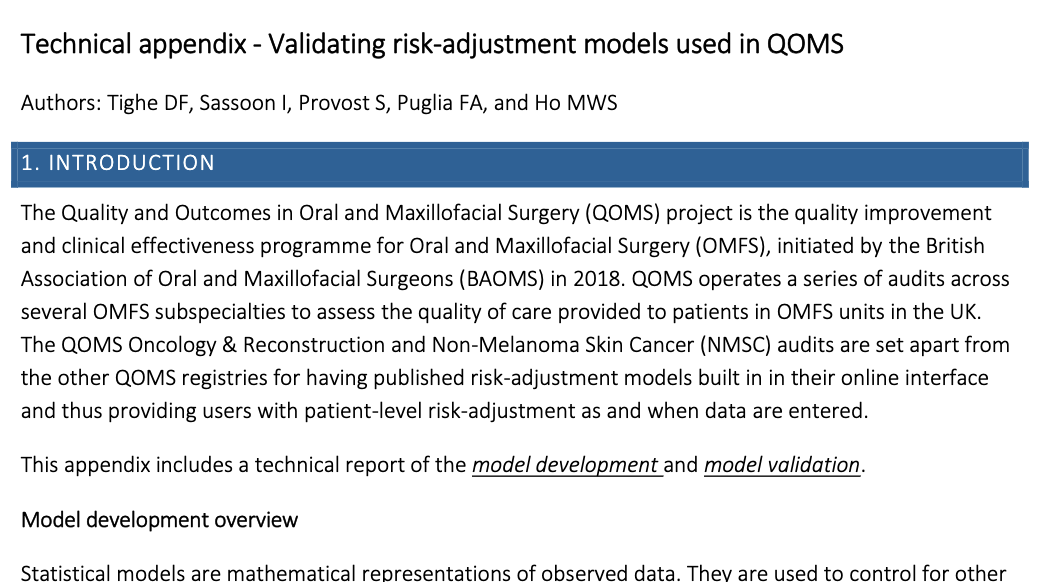 Technical appendix - Validating risk-adjustment models used in QOMS
Authors: Tighe DF, Sassoon I, Provost S, Puglia FA, and Ho MWS
1. INTRODUCTION
The Quality and Outcomes in Oral and Maxillofacial Surgery (QOMS) project is the quality improvement
and clinical effectiveness programme for Oral and Maxillofacial Surgery (OMFS), initiated by the British
Association of Oral and Maxillofacial Surgeons (BAOMS) in 2018. QOMS operates a series of audits across
several OMFS subspecialties to assess the quality of care provided to patients in OMFS units in the UK.
The QOMS Oncology & Reconstruction and Non-Melanoma Skin Cancer (NMSC) audits are set apart from
the other QOMS registries for having published risk-adjustment models built in in their online interface
and thus providing users with patient-level risk-adjustment as and when data are entered.
This appendix includes a technical report of the model development and model validation.
Model development overview
Statistical models are mathematical representations of observed data. They are used to control for other